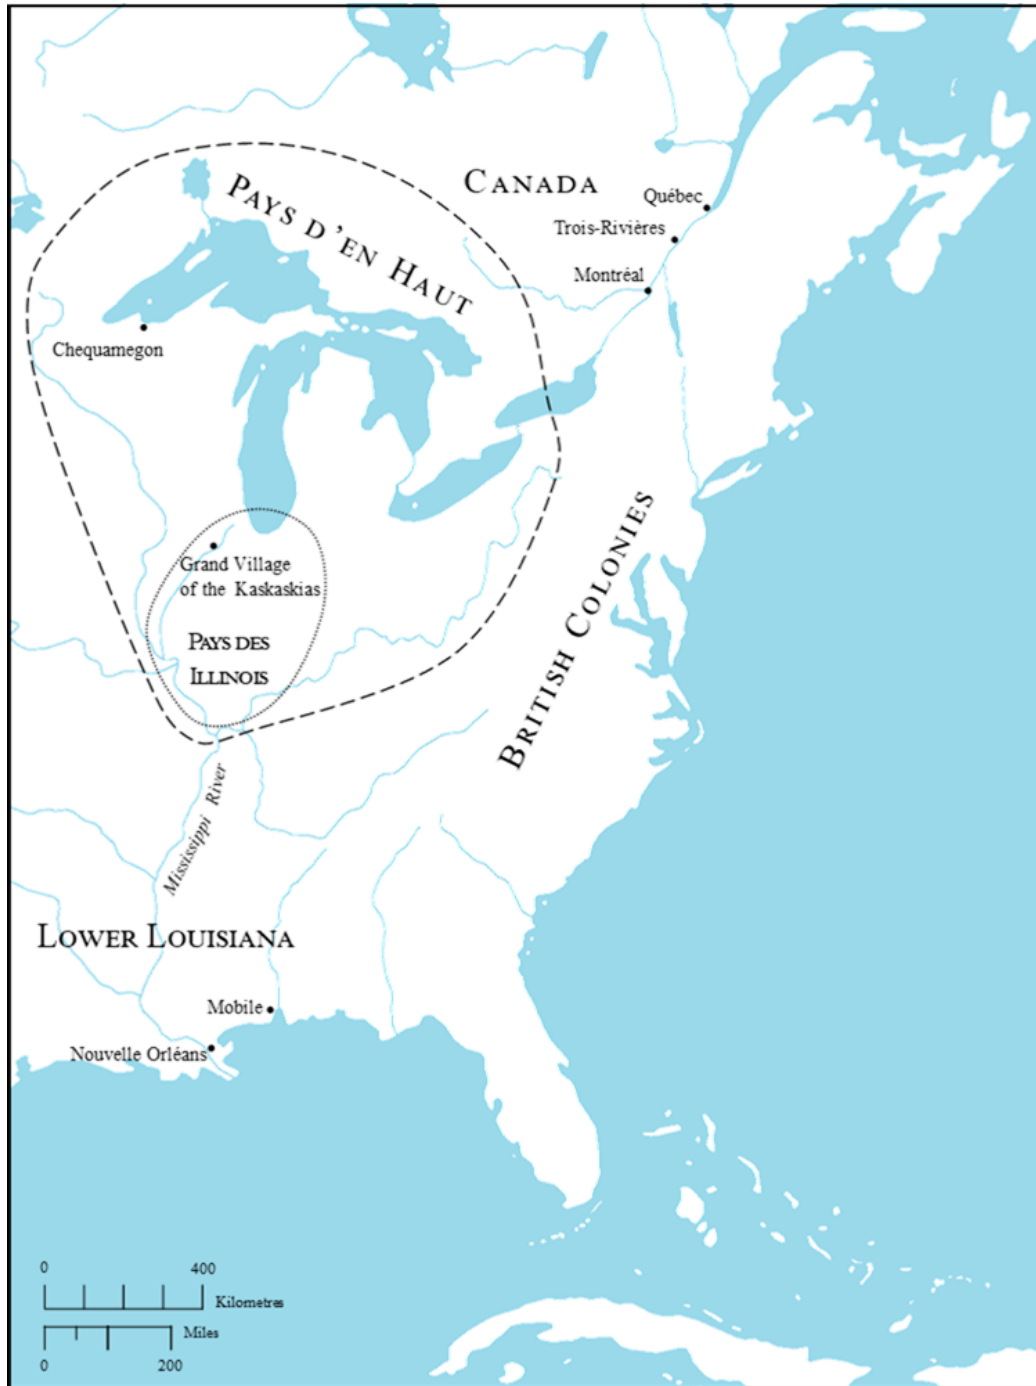 CANADA
PAYS D'EN HAUT
Québec
Trois-Rivières
Montréal
Chequamegon
Grand Village
of the Kaskaskias
PAYS DES
ILLINOIS
BRITISH COLONIES
Mississippi River
LOWER LOUISIANA
Mobile
Nouvelle Orléans
0 400
Kilometres
Miles
0 200